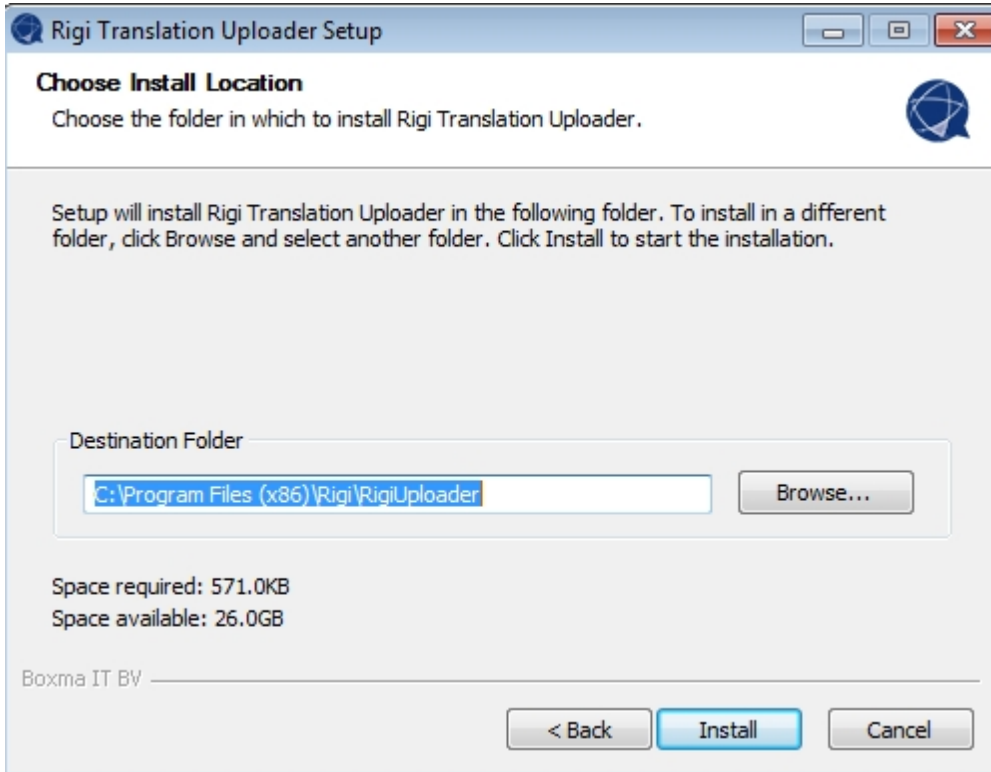 Rigi Translation Uploader Setup
Choose Install Location
Choose the folder in which to install Rigi Translation Uploader.
Setup will install Rigi Translation Uploader in the following folder. To install in a different
folder, click Browse and select another folder. Click Install to start the installation.
Destination Folder
C:\Program Files (x86)\Rigi\RigiUploader
Browse...
Space required: 571.0KB
Space available: 26.0GB
Boxma IT BV
< Back
Install
Cancel